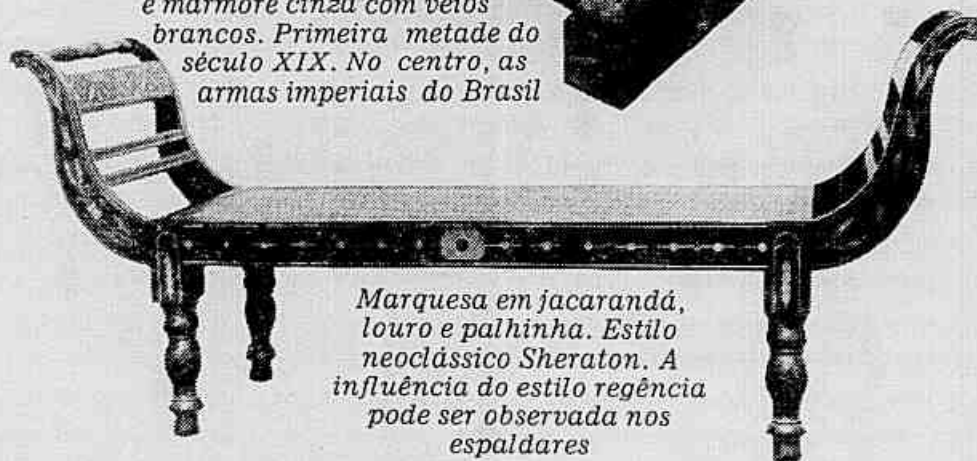 e mármore cinza com veios
brancos. Primeira metade do
século XIX. No centro, as
armas imperiais do Brasil
Marquesa em jacarandá,
louro e palhinha. Estilo
neoclássico Sheraton. A
influência do estilo regência
pode ser observada nos
espaldares